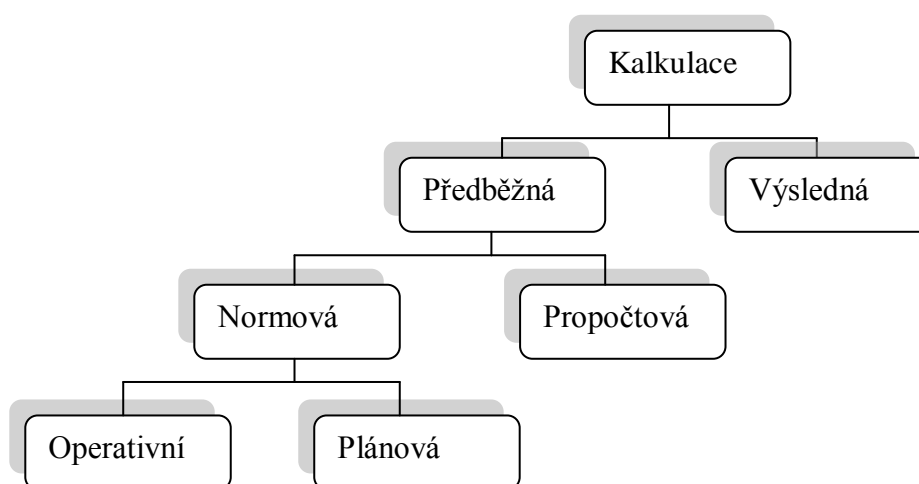 Kalkulace
Předběžná
Výsledná
Normová
Propočtová
Operativní
Plánová